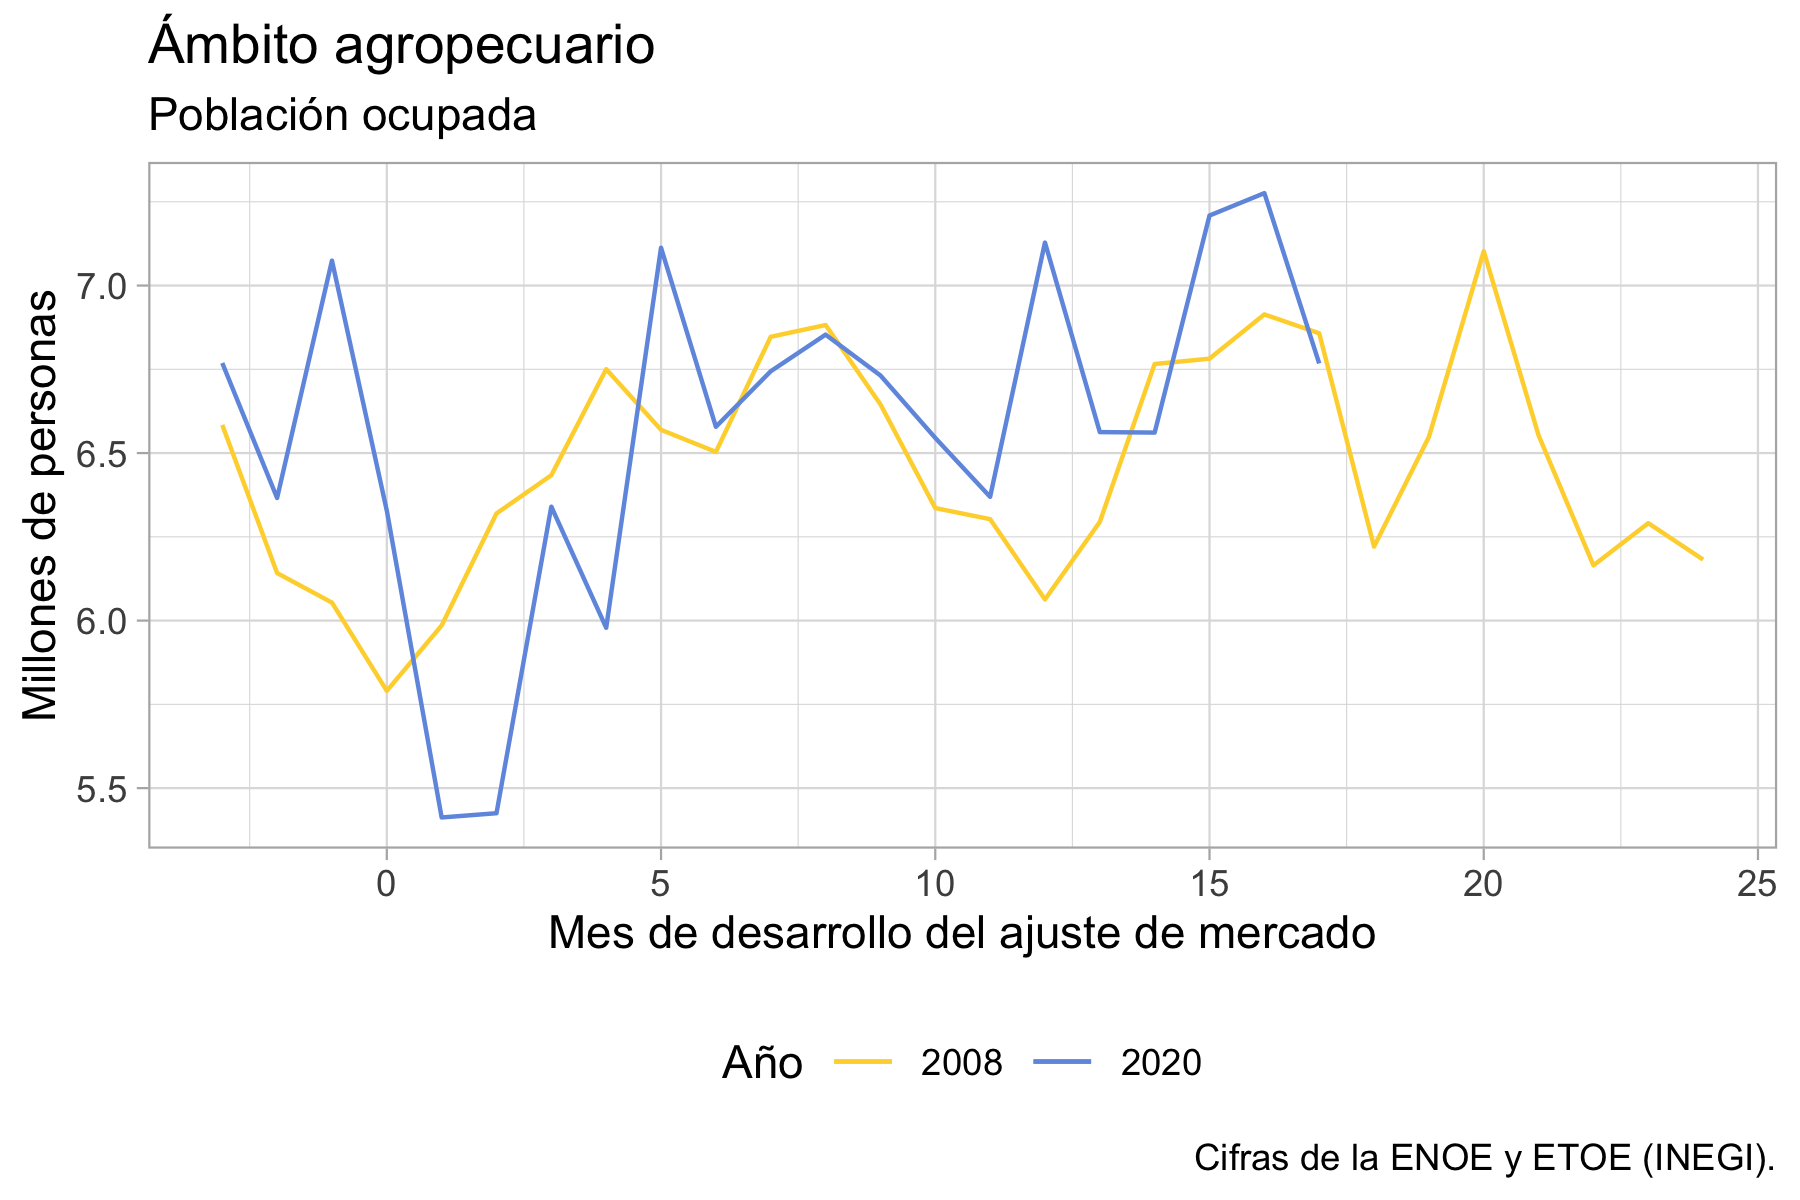 Ámbito agropecuario
Población ocupada
Millones de personas
7.0
6.5
6.0
5.5
0 5 10 15 20 25
Mes de desarrollo del ajuste de mercado
Año 2008 2020
Cifras de la ENOE y ETOE (INEGI).